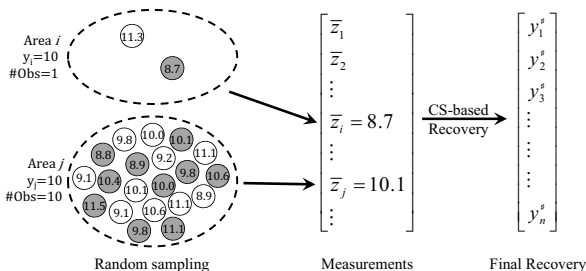 Area i
y_i=10
#Obs=1
11.3
8.7
Area j
y_j=10
#Obs=10
9.8
10.0
10.1
8.8
8.9
9.2
11.1
9.1
10.4
10.1
10.0
9.8
10.6
11.5
9.1
10.6
11.1
8.9
9.8
11.1
Random sampling
z̅_1
z̅_2
⋮
z̅_i = 8.7
⋮
z̅_j = 10.1
⋮
Measurements
CS-based
Recovery
y_1^♯
y_2^♯
y_3^♯
⋮
⋮
⋮
y_n^♯
Final Recovery